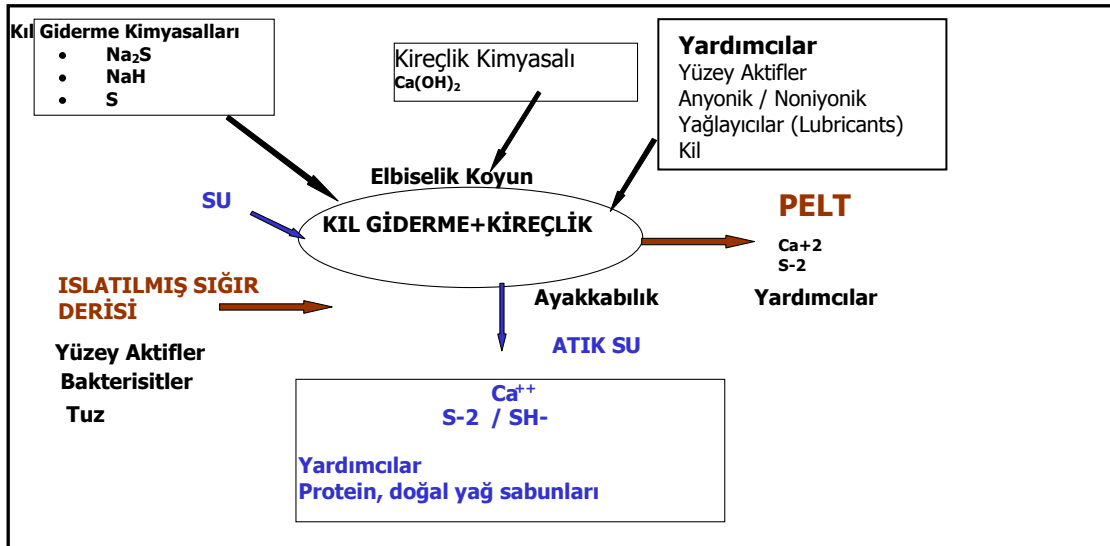 Kıl Giderme Kimyasalları
• Na₂S
• NaH
• S
Kireçlik Kimyasalı
Ca(OH)₂
Yardımcılar
Yüzey Aktifler
Anyonik / Noniyonik
Yağlayıcılar (Lubricants)
Kil
Elbiselik Koyun
SU
KIL GİDERME+KİREÇLİK
PELT
Ca+2
S-2
Yardımcılar
ISLATILMIŞ SIĞIR
DERİSİ
Ayakkabılık
Yüzey Aktifler
Bakterisitler
Tuz
ATIK SU
Ca⁺⁺
S-2 / SH-
Yardımcılar
Protein, doğal yağ sabunları